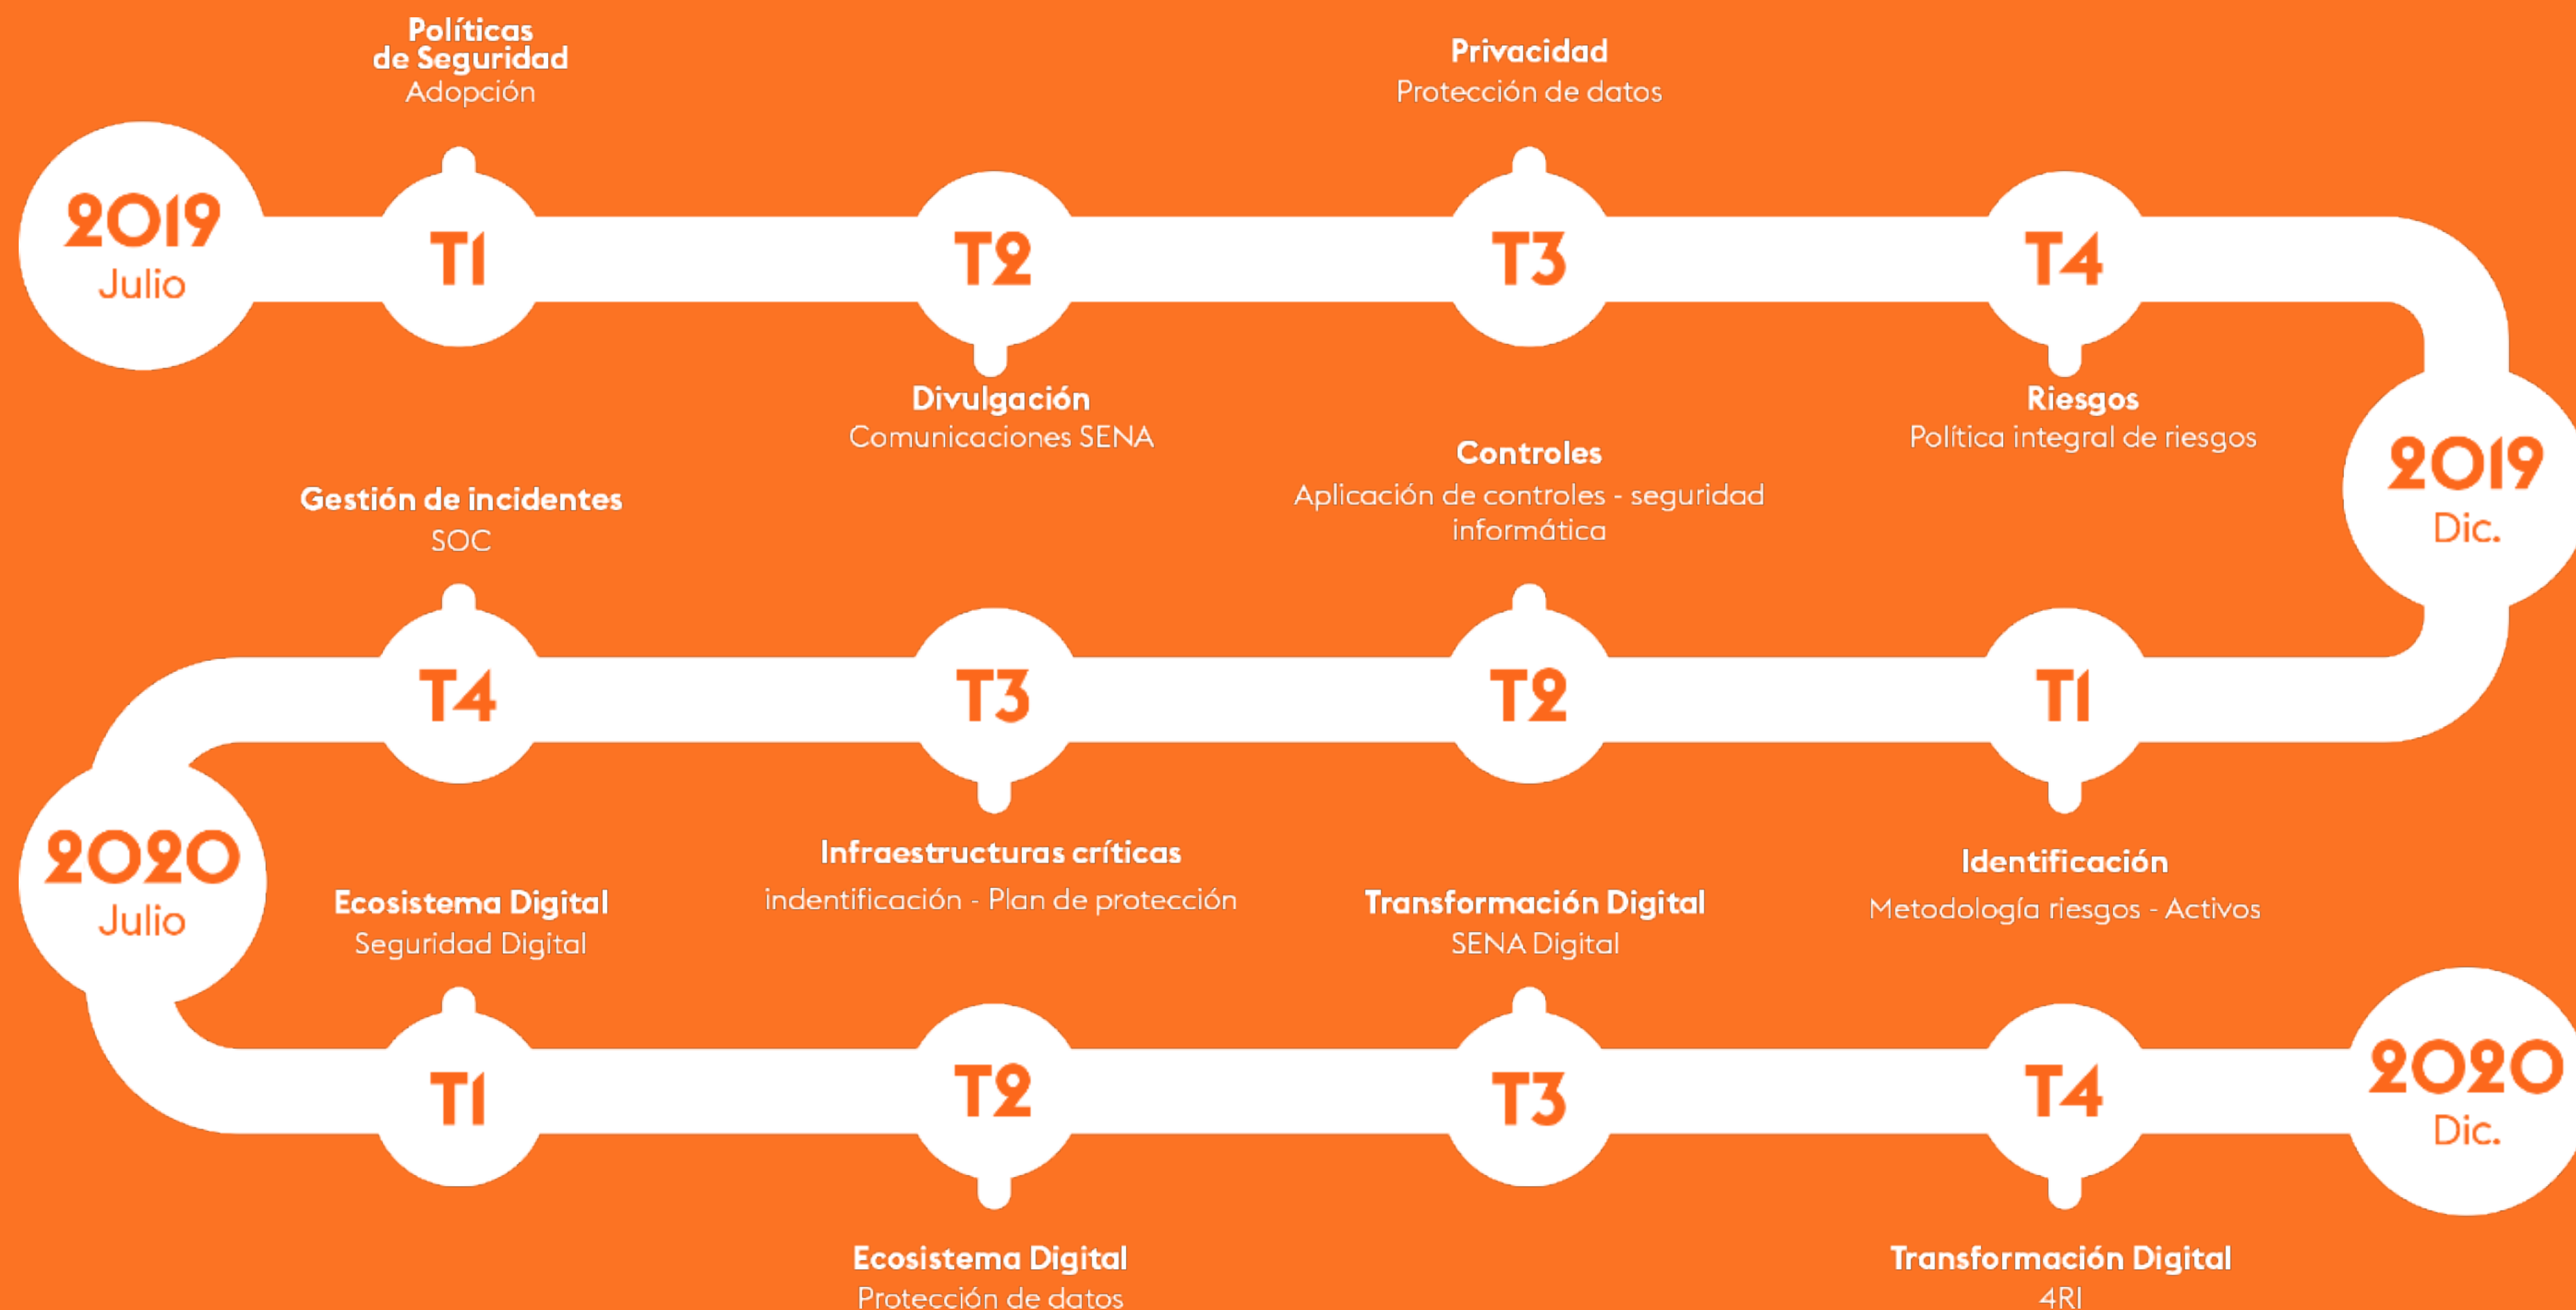 Políticas
de Seguridad
Adopción
Privacidad
Protección de datos
2019
Julio
T1
T2
T3
T4
Divulgación
Comunicaciones SENA
Riesgos
Política integral de riesgos
2019
Dic.
Gestión de incidentes
SOC
Controles
Aplicación de controles - seguridad
informática
T4
T3
T2
T1
Infraestructuras críticas
indentificación - Plan de protección
Identificación
Metodología riesgos - Activos
2020
Julio
Ecosistema Digital
Seguridad Digital
Transformación Digital
SENA Digital
T1
T2
T3
T4
2020
Dic.
Ecosistema Digital
Protección de datos
Transformación Digital
4RI